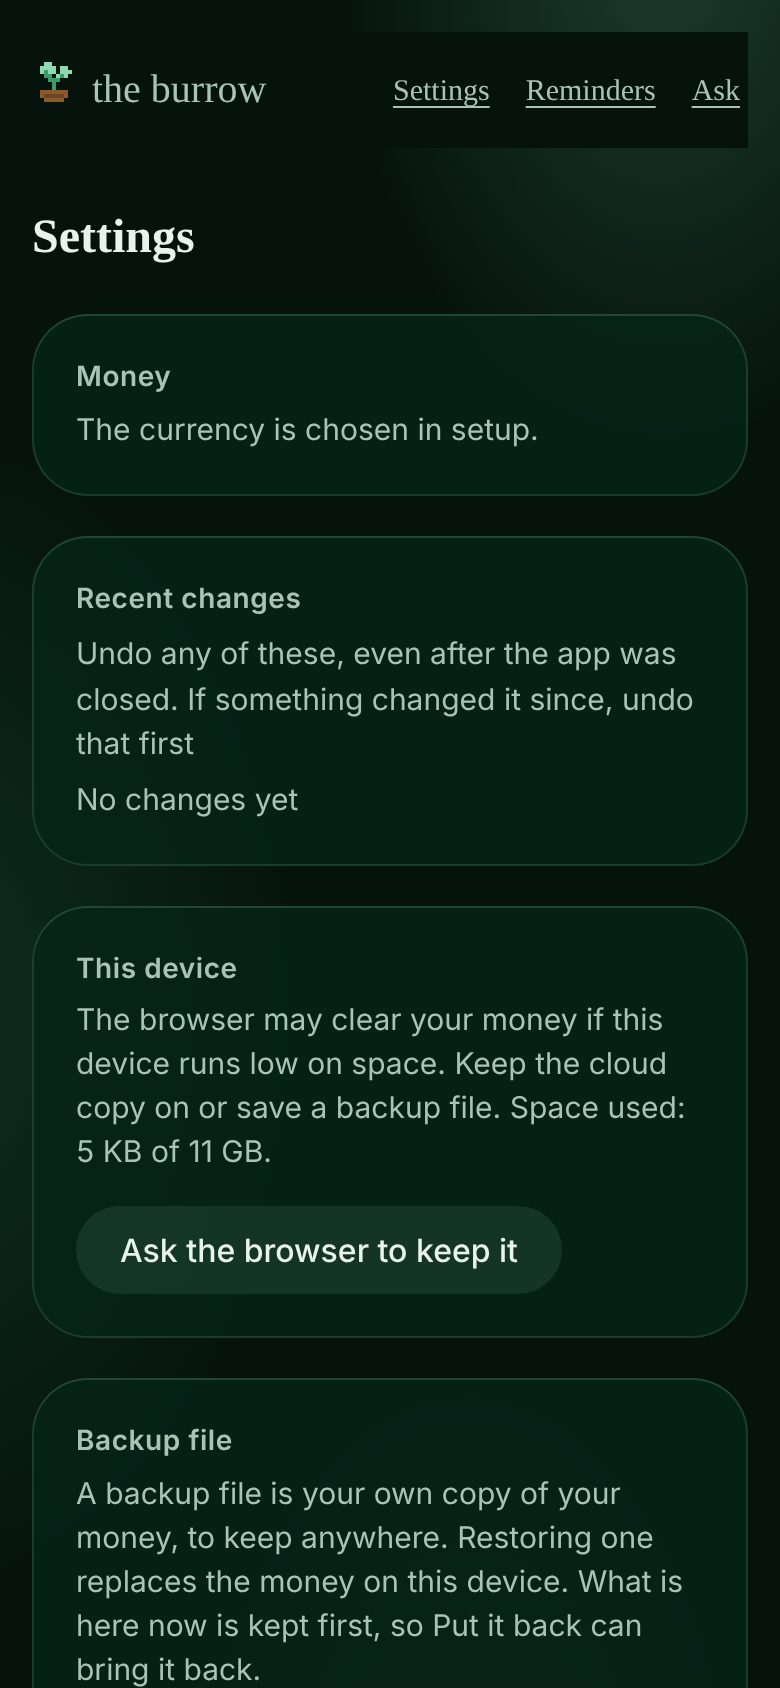 the burrow
Settings Reminders Ask
Settings
Money
The currency is chosen in setup.
Recent changes
Undo any of these, even after the app was
closed. If something changed it since, undo
that first
No changes yet
This device
The browser may clear your money if this
device runs low on space. Keep the cloud
copy on or save a backup file. Space used:
5 KB of 11 GB.
Ask the browser to keep it
Backup file
A backup file is your own copy of your
money, to keep anywhere. Restoring one
replaces the money on this device. What is
here now is kept first, so Put it back can
bring it back.